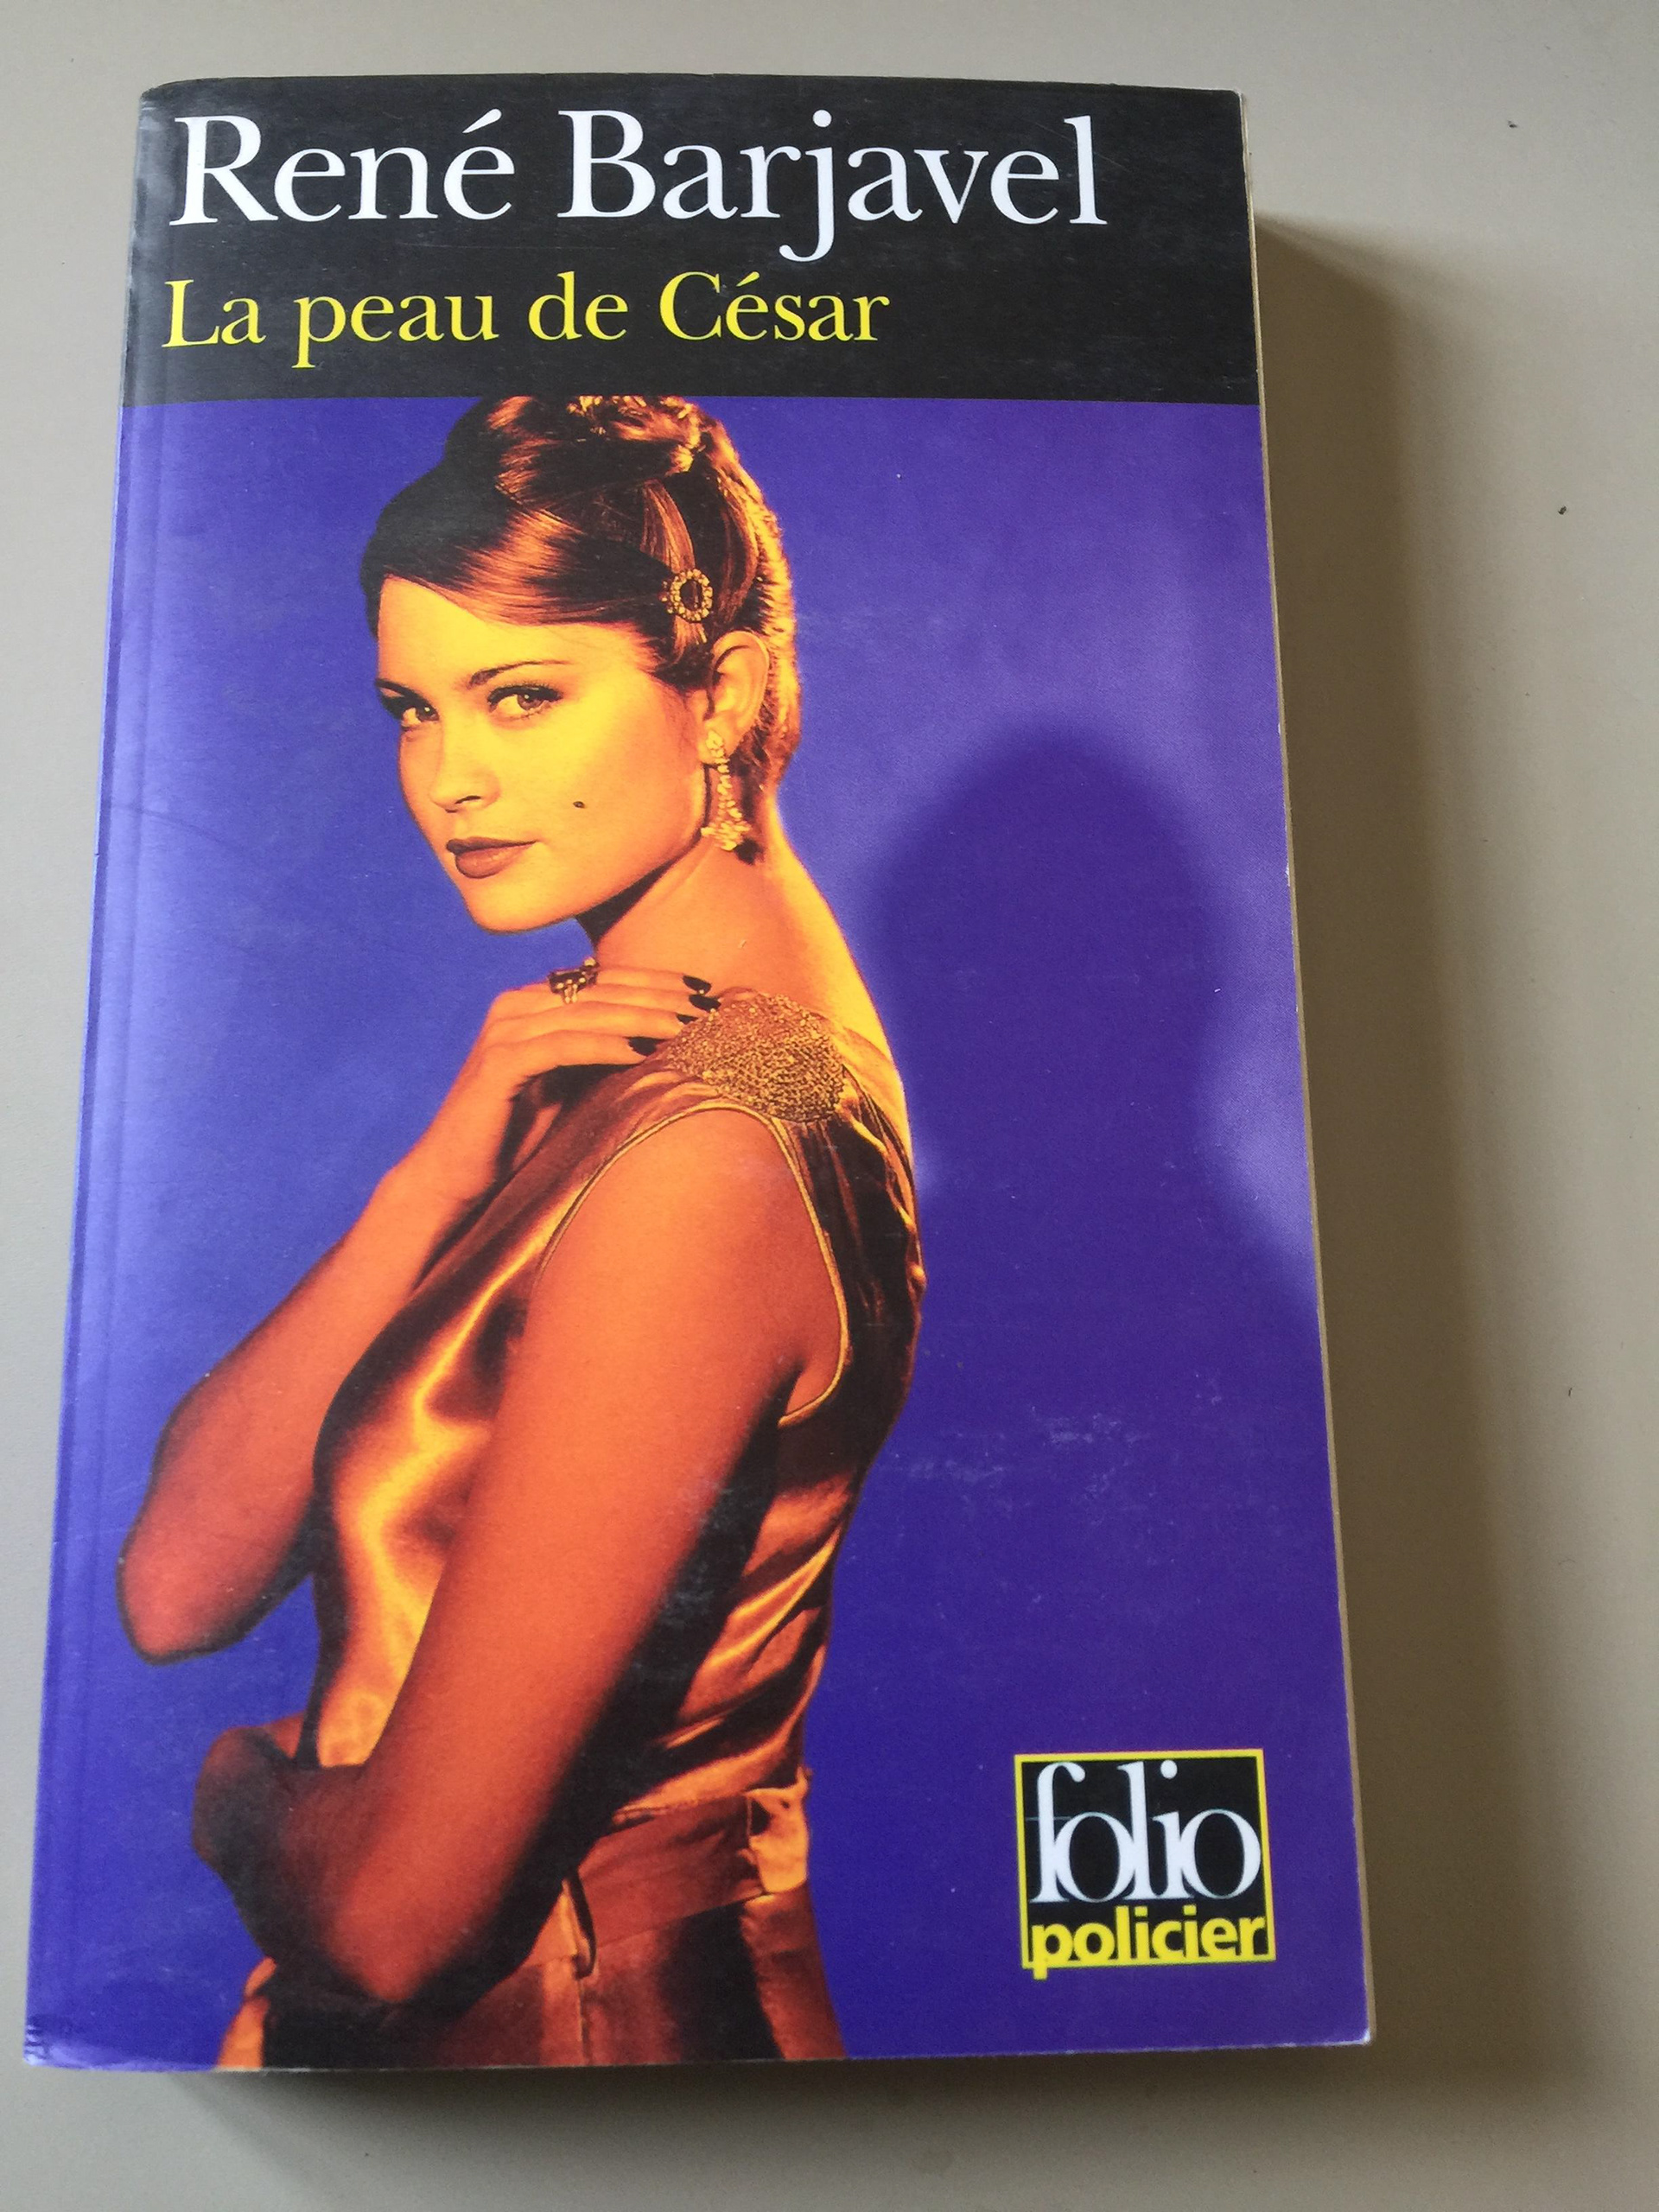 René Barjavel
La peau de César
folio
policier